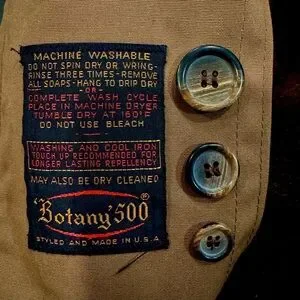 MACHINE WASHABLE
DO NOT SPIN DRY OR WRING-
RINSE THREE TIMES - REMOVE
ALL SOAPS - HANG TO DRIP DRY
- OR -
COMPLETE WASH CYCLE.
PLACE IN MACHINE DRYER.
TUMBLE DRY AT 160°F
DO NOT USE BLEACH
WASHING AND COOL IRON
TOUCH UP RECOMMENDED FOR
LONGER LASTING REPELLENCY
MAY ALSO BE DRY CLEANED
'Botany' 500
STYLED AND MADE IN U.S.A